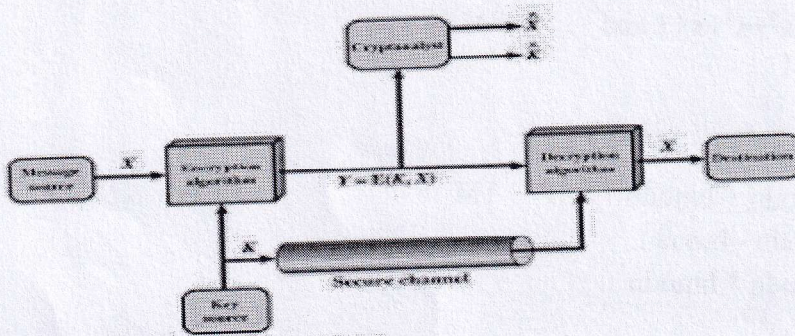 X̂
Cryptanalyst
K̂
Message
source
X
Encryption
algorithm
Y = E(K, X)
Decryption
algorithm
X
Destination
K
Secure channel
Key
source